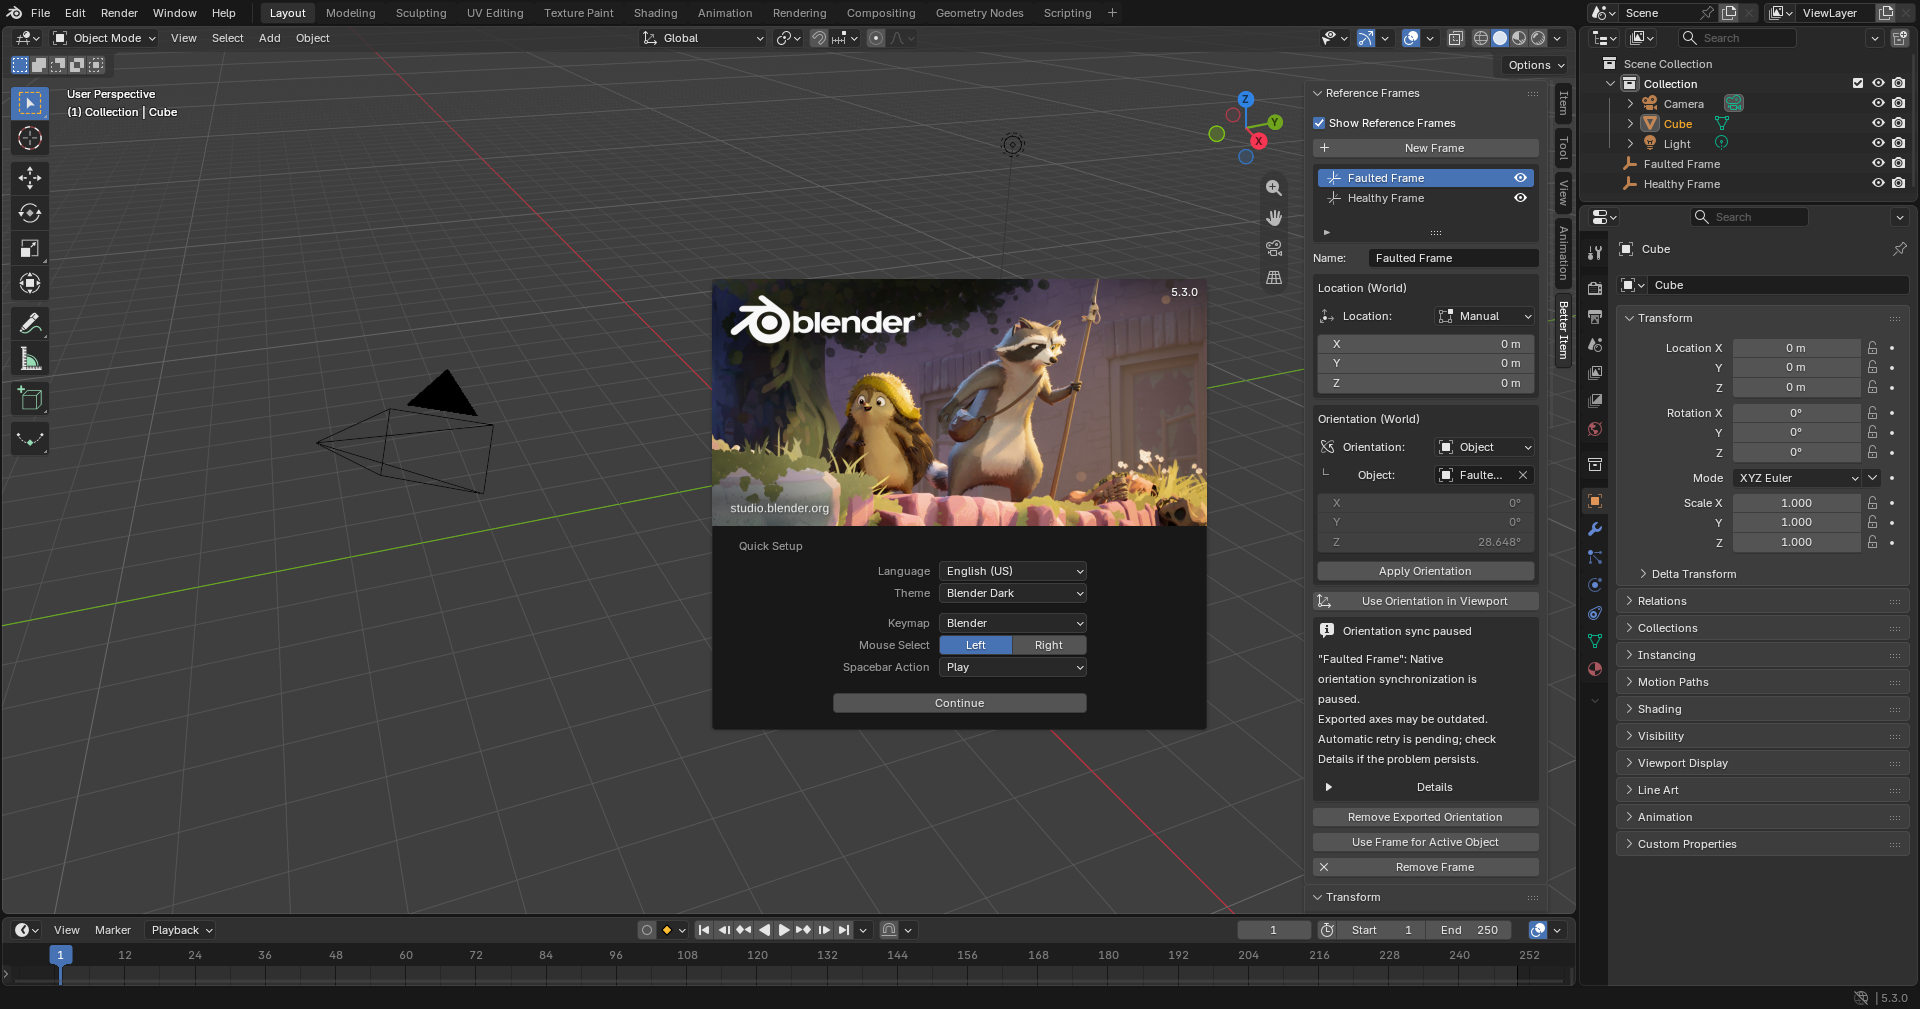 File Edit Render Window Help Layout Modeling Sculpting UV Editing Texture Paint Shading Animation Rendering Compositing Geometry Nodes Scripting + Scene ViewLayer
Object Mode View Select Add Object Global Search
Options
User Perspective
(1) Collection | Cube
Z
Y
X
Reference Frames
Show Reference Frames
New Frame
Faulted Frame
Healthy Frame
Name: Faulted Frame
Location (World)
Location: Manual
X 0 m
Y 0 m
Z 0 m
Orientation (World)
Orientation: Object
Object: Faulte...
X 0°
Y 0°
Z 28.648°
Apply Orientation
Use Orientation in Viewport
Orientation sync paused
"Faulted Frame": Native
orientation synchronization is
paused.
Exported axes may be outdated.
Automatic retry is pending; check
Details if the problem persists.
Details
Remove Exported Orientation
Use Frame for Active Object
Remove Frame
Transform
Item
Tool
View
Animation
Better Item
5.3.0
blender
studio.blender.org
Quick Setup
Language English (US)
Theme Blender Dark
Keymap Blender
Mouse Select Left Right
Spacebar Action Play
Continue
Scene Collection
Collection
Camera
Cube
Light
Faulted Frame
Healthy Frame
Search
Cube
Cube
Transform
Location X 0 m
Y 0 m
Z 0 m
Rotation X 0°
Y 0°
Z 0°
Mode XYZ Euler
Scale X 1.000
Y 1.000
Z 1.000
Delta Transform
Relations
Collections
Instancing
Motion Paths
Shading
Visibility
Viewport Display
Line Art
Animation
Custom Properties
View Marker Playback 1 Start 1 End 250
1 12 24 36 48 60 72 84 96 108 120 132 144 156 168 180 192 204 216 228 240 252
5.3.0